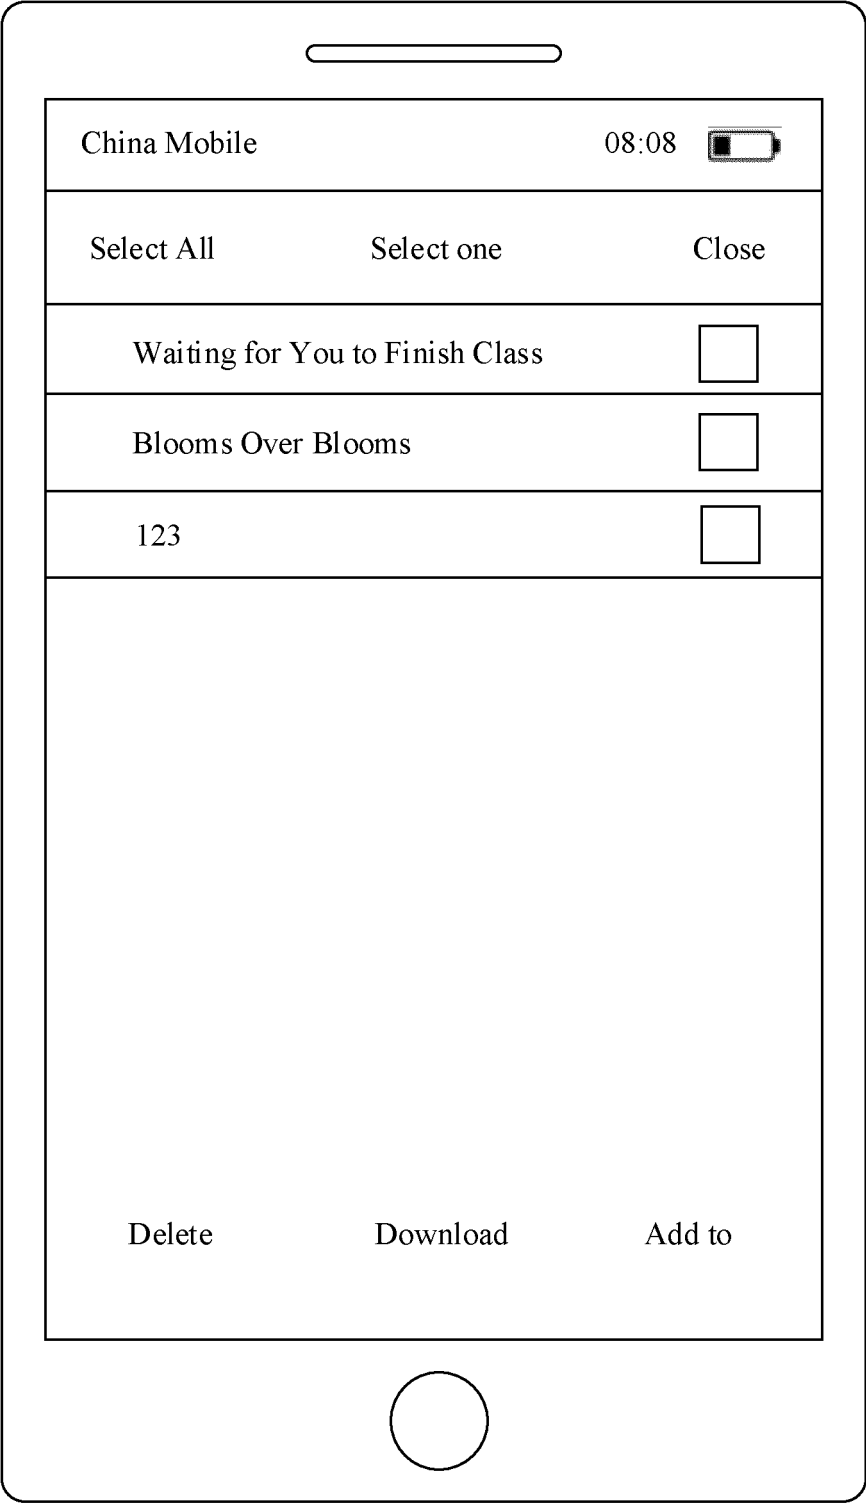 China Mobile 08:08
Select All Select one Close
Waiting for You to Finish Class
Blooms Over Blooms
123
Delete Download Add to